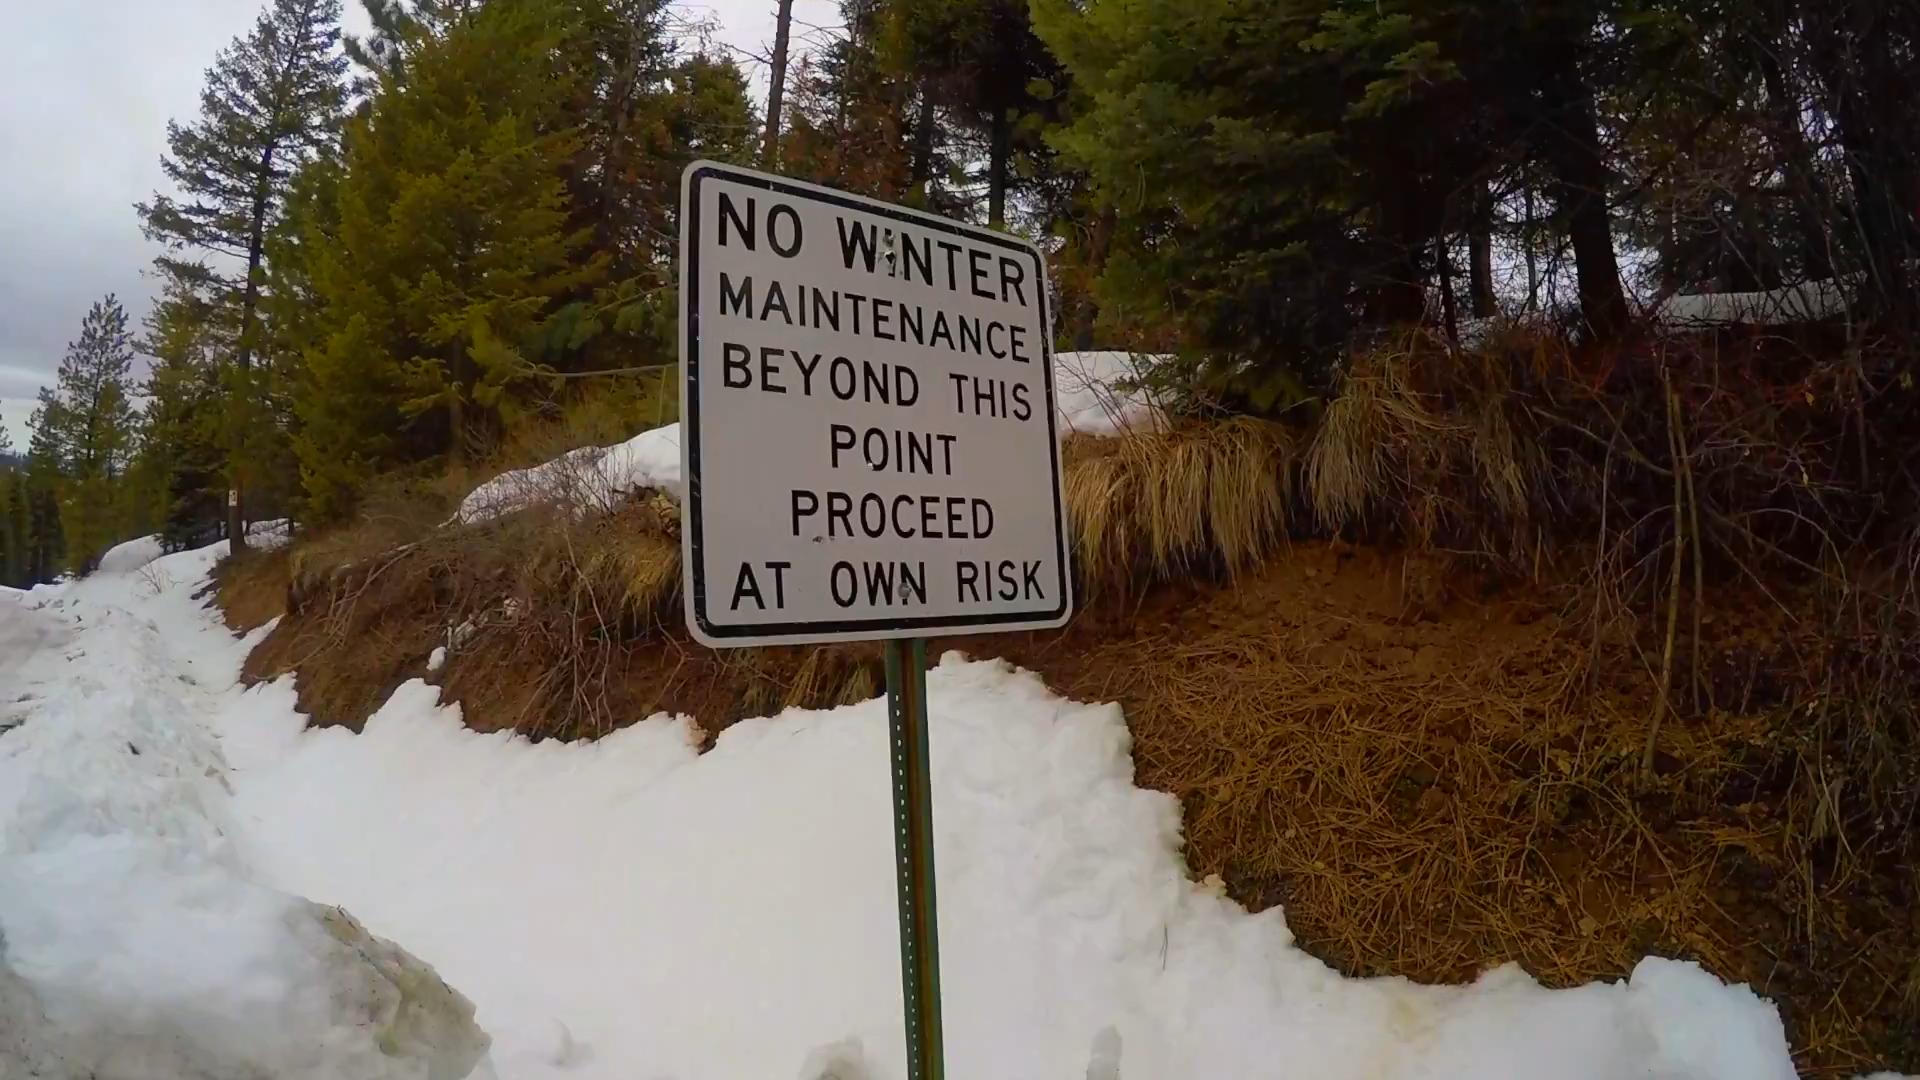 NO WINTER
MAINTENANCE
BEYOND THIS
POINT
PROCEED
AT OWN RISK